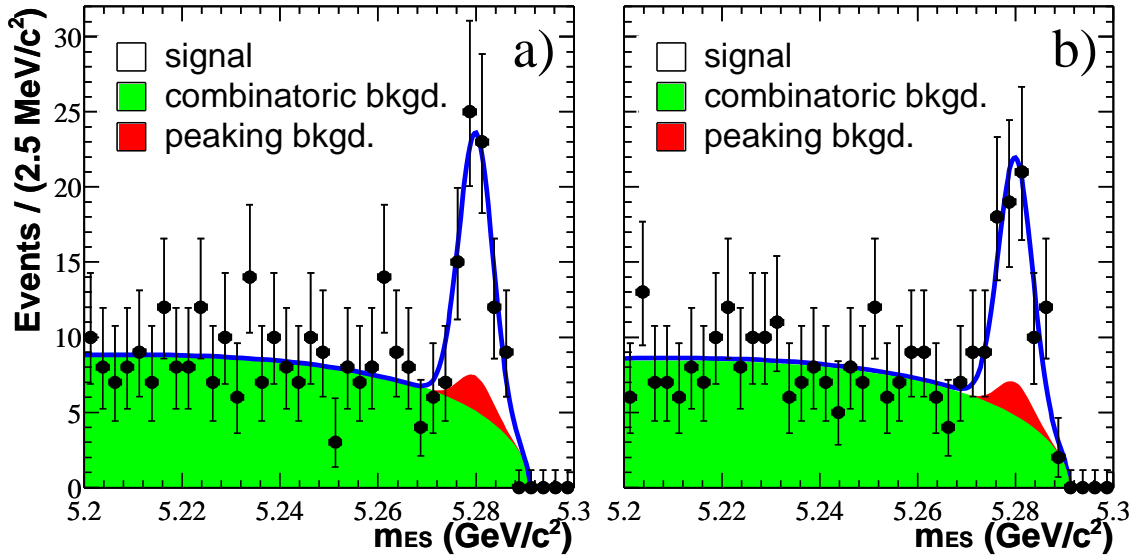 Events / (2.5 MeV/c²)
30
25
20
15
10
5
0
a)
signal
combinatoric bkgd.
peaking bkgd.
5.2 5.22 5.24 5.26 5.28 5.3
mES (GeV/c²)
b)
signal
combinatoric bkgd.
peaking bkgd.
5.2 5.22 5.24 5.26 5.28 5.3
mES (GeV/c²)